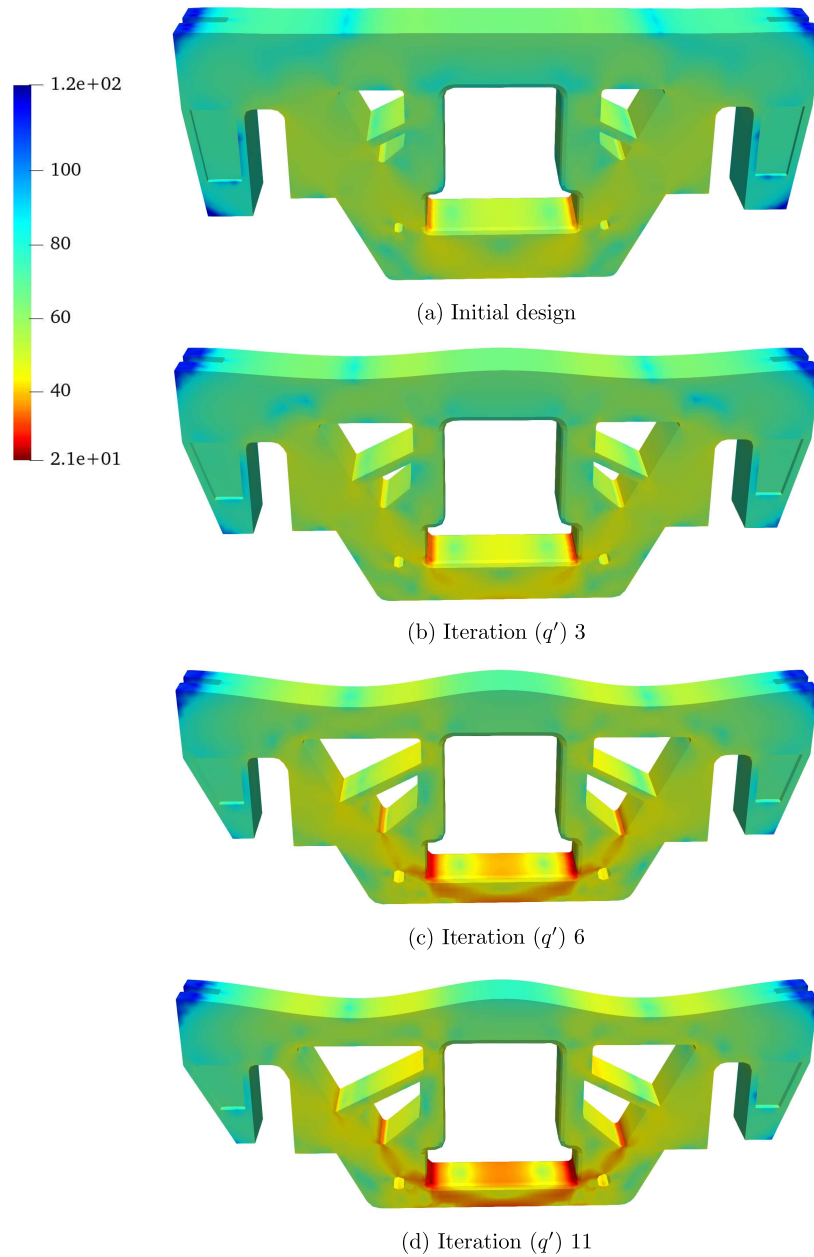 1.2e+02
100
80
60
40
2.1e+01
(a) Initial design
(b) Iteration (q′) 3
(c) Iteration (q′) 6
(d) Iteration (q′) 11